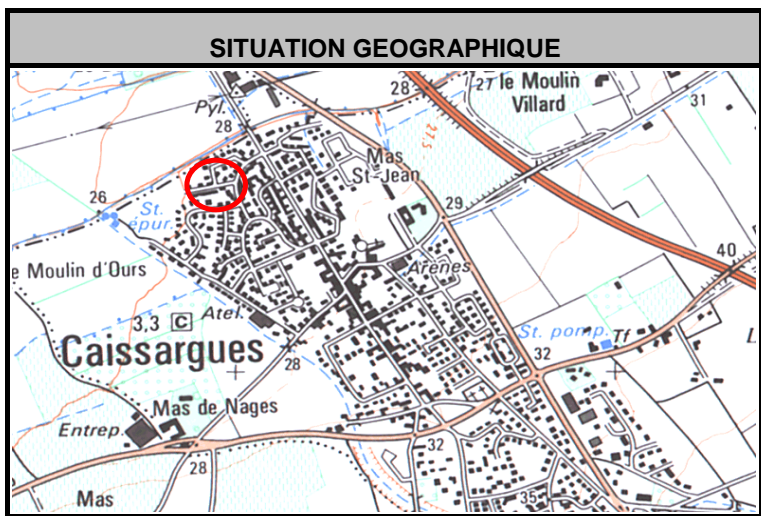 SITUATION GEOGRAPHIQUE
27 le Moulin
Villard
28
31
Pyl.
28
27,5
Mas
St-Jean
26
St.
épur.
29
40
e Moulin d'Ours
Arènes
3,3 C Atel.
St. pomp. Tf
L
Caissargues
28
32
Mas de Nages
Entrep.
32
28
35
Mas